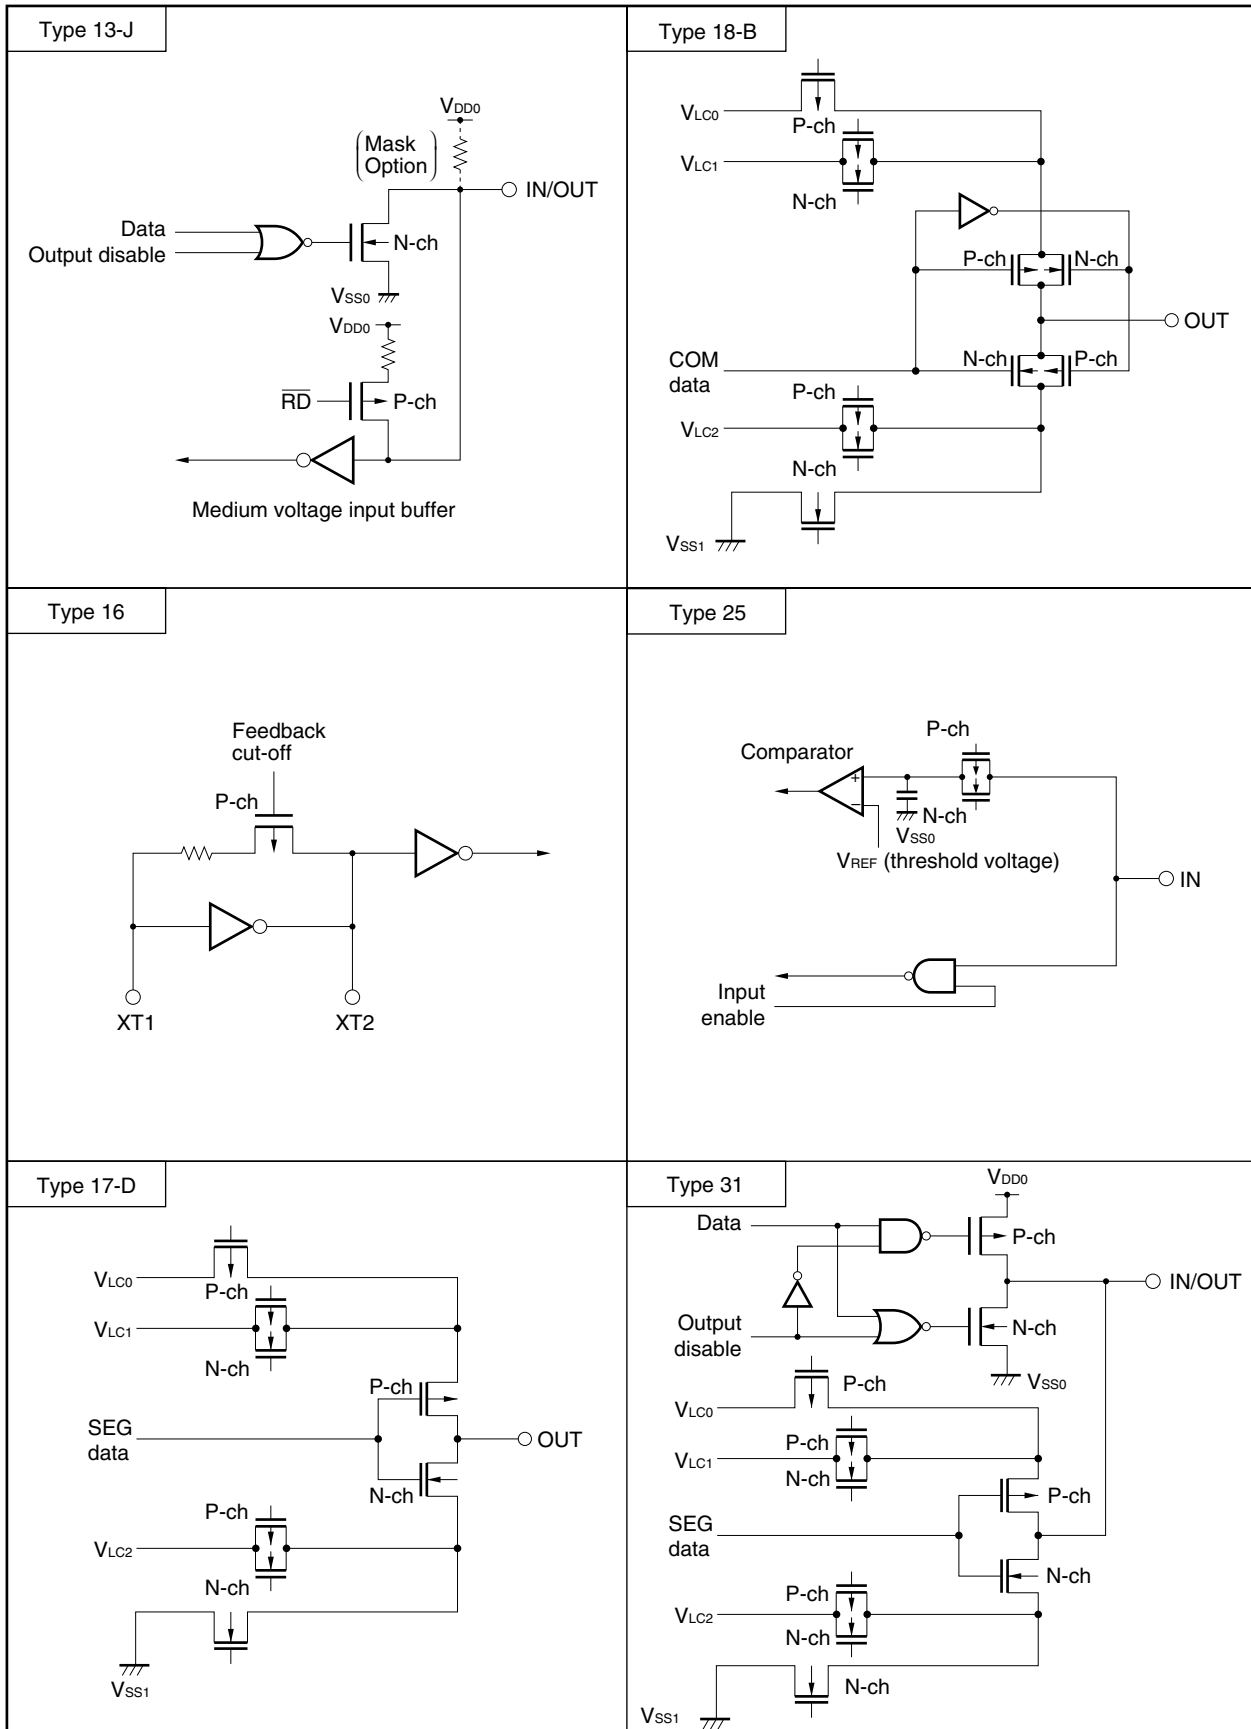 Type 13-J
VDD0
(Mask
Option)
IN/OUT
Data
Output disable
N-ch
VSS0
VDD0
RD
P-ch
Medium voltage input buffer
Type 18-B
VLC0
P-ch
VLC1
N-ch
P-ch
N-ch
OUT
COM
data
N-ch
P-ch
P-ch
VLC2
N-ch
VSS1
Type 16
Feedback
cut-off
P-ch
XT1
XT2
Type 25
P-ch
Comparator
+
−
N-ch
VSS0
VREF (threshold voltage)
IN
Input
enable
Type 17-D
VLC0
P-ch
VLC1
N-ch
P-ch
SEG
data
OUT
N-ch
P-ch
VLC2
N-ch
VSS1
Type 31
VDD0
Data
P-ch
IN/OUT
Output
disable
N-ch
VSS0
P-ch
VLC0
P-ch
VLC1
N-ch
P-ch
SEG
data
N-ch
P-ch
VLC2
N-ch
N-ch
VSS1